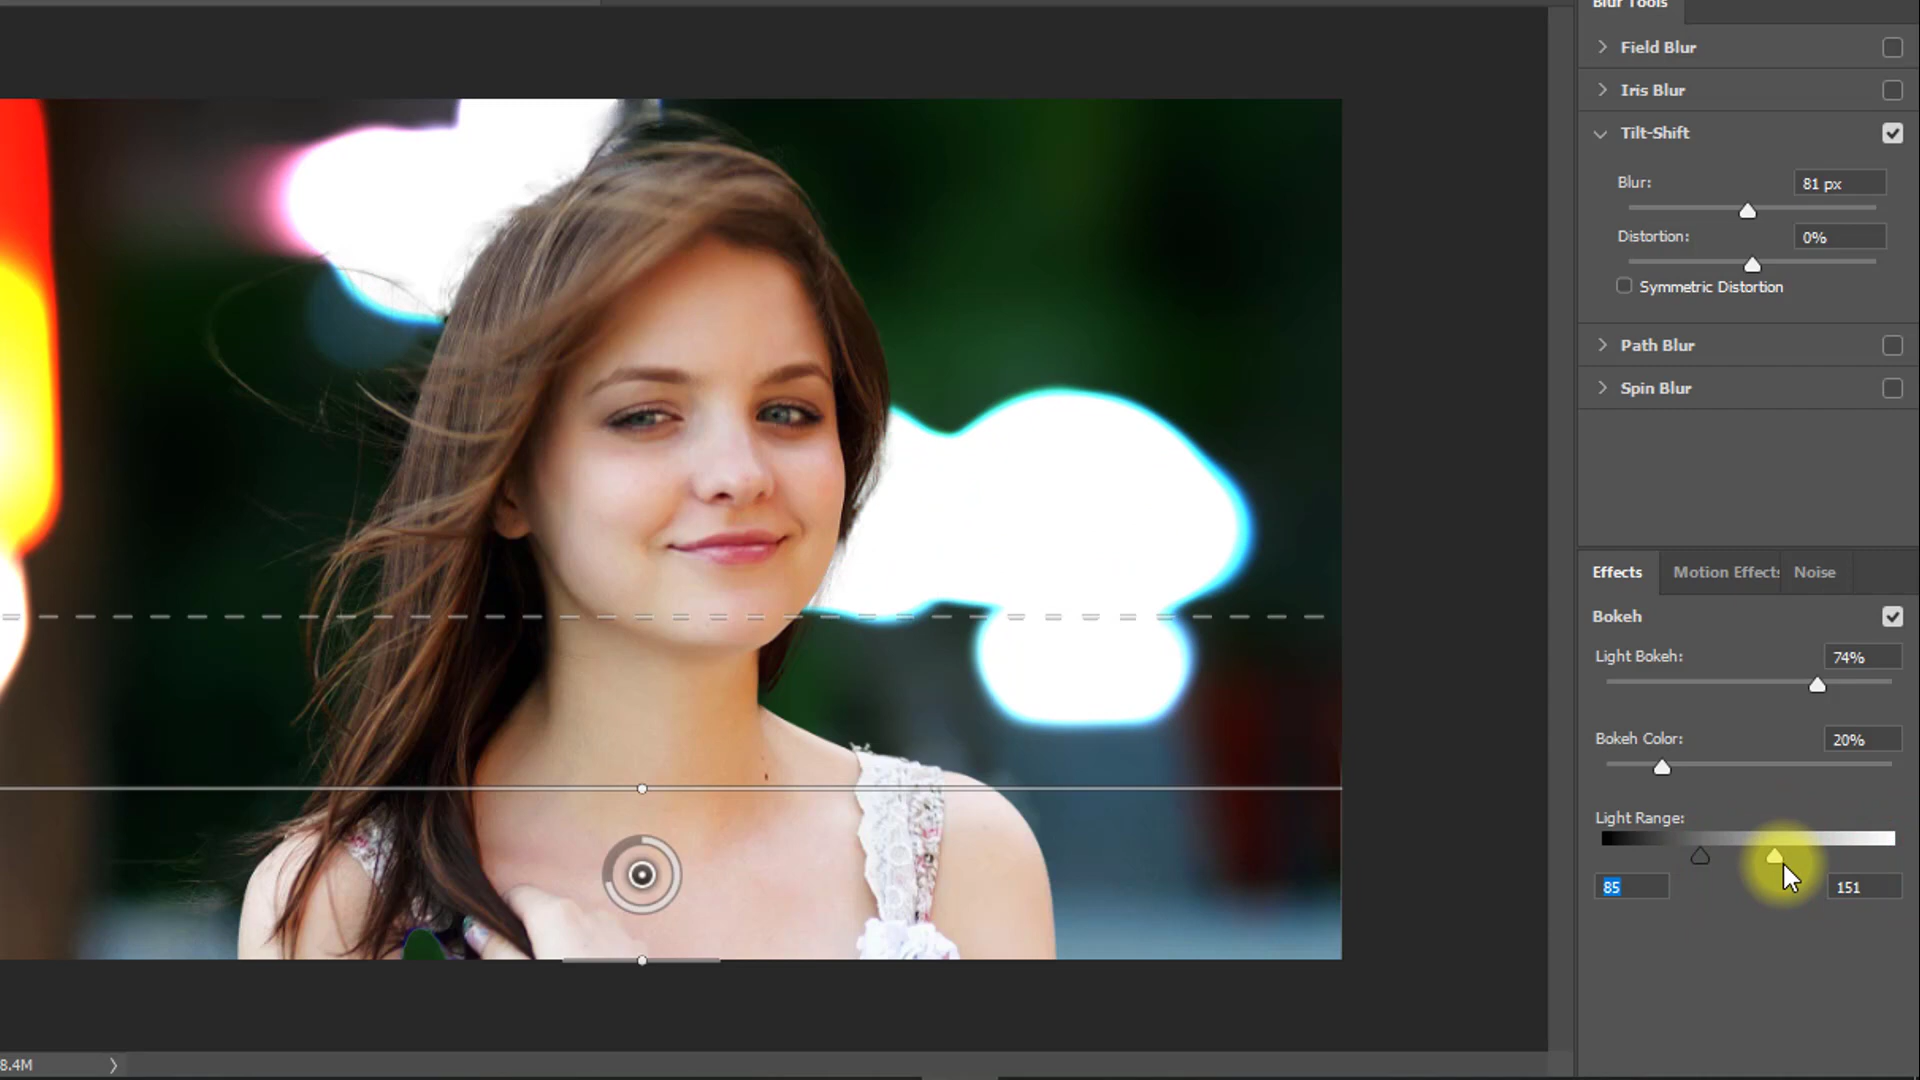 Blur Tools
Field Blur
Iris Blur
Tilt-Shift
Blur:
81 px
Distortion:
0%
Symmetric Distortion
Path Blur
Spin Blur
Effects
Motion Effects
Noise
Bokeh
Light Bokeh:
74%
Bokeh Color:
20%
Light Range:
85
151
8.4M